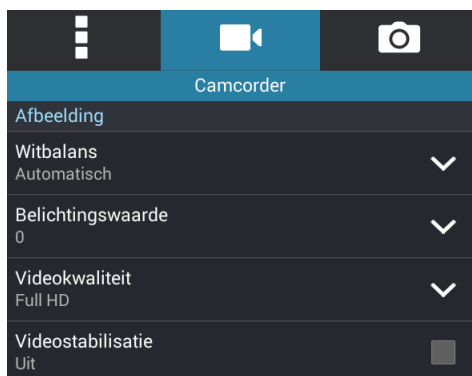 Camcorder
Afbeelding
Witbalans
Automatisch
Belichtingswaarde
0
Videokwaliteit
Full HD
Videostabilisatie
Uit